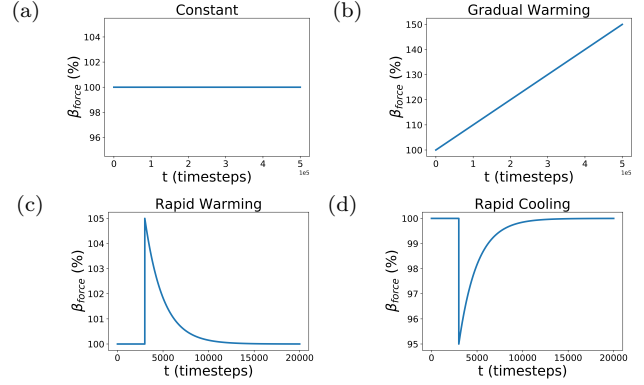 (a)
Constant
104
102
100
98
96
β_force (%)
0 1 2 3 4 5
1e5
t (timesteps)
(b)
Gradual Warming
150
140
130
120
110
100
β_force (%)
0 1 2 3 4 5
1e5
t (timesteps)
(c)
Rapid Warming
105
104
103
102
101
100
β_force (%)
0 5000 10000 15000 20000
t (timesteps)
(d)
Rapid Cooling
100
99
98
97
96
95
β_force (%)
0 5000 10000 15000 20000
t (timesteps)